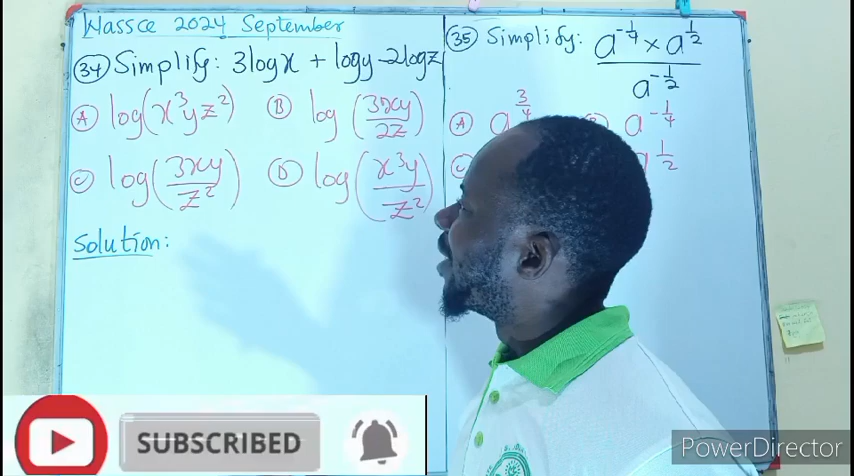 Wassce 2024 September
34 Simplify: 3logx + logy - 2logz
A log(x³yz²)
B log(3xy/2z)
C log(3xy/z²)
D log(x³y/z²)
Solution:
35 Simplify: a^-1/4 × a^1/2 / a^-1/2
A a^3/4
a^-1/4
1/2
SUBSCRIBED
PowerDirector